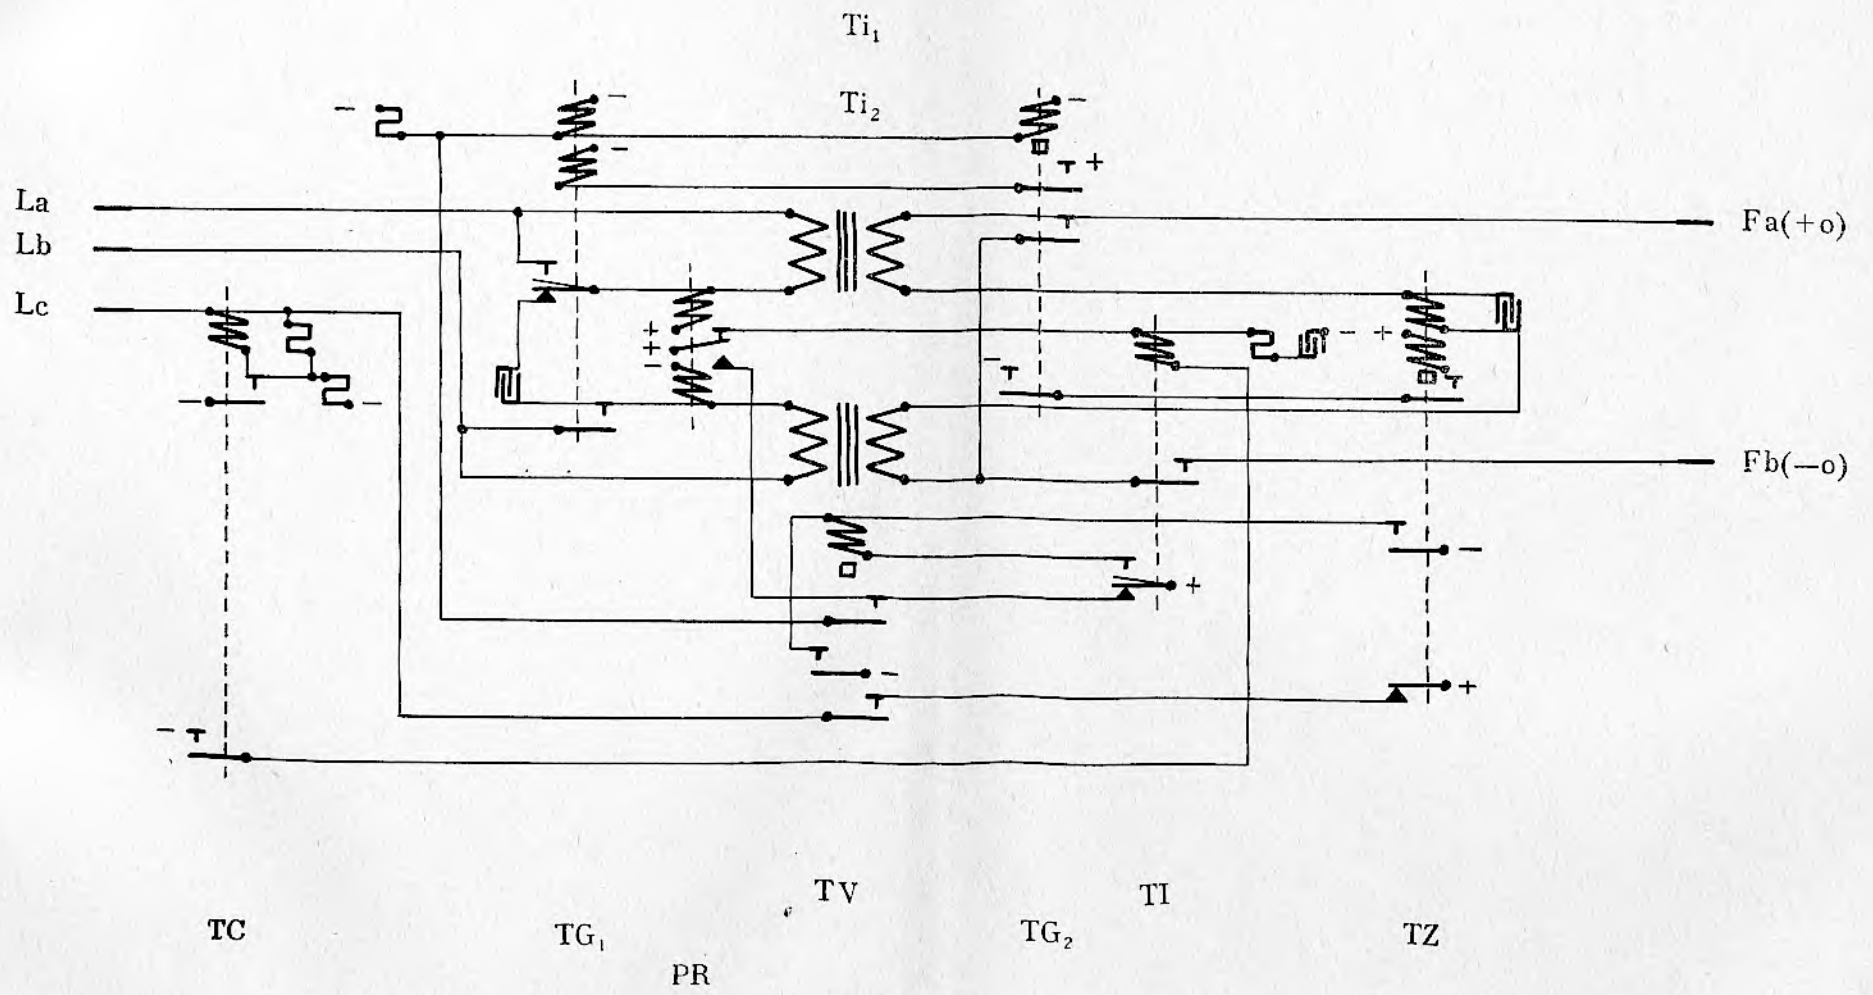 Ti₁
Ti₂
−
−
−
−
+
La
Lb
Lc
Fa(+o)
+
+
−
−
− +
−
−
−
Fb(—o)
−
+
−
+
−
TV
TI
TC
TG₁
TG₂
TZ
PR